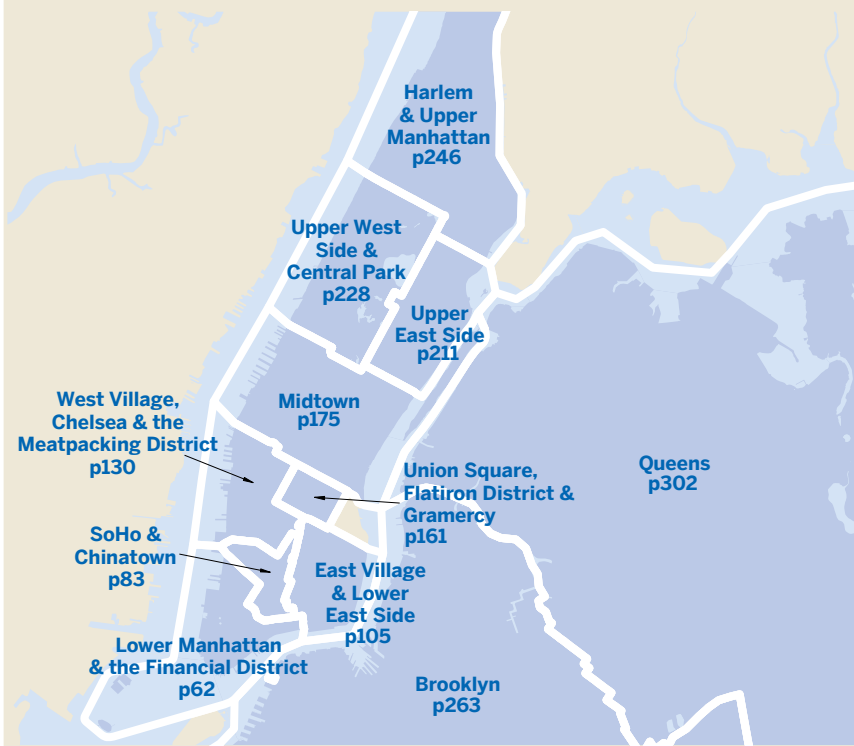 Harlem
& Upper
Manhattan
p246
Upper West
Side &
Central Park
p228
Upper
East Side
p211
Midtown
p175
West Village,
Chelsea & the
Meatpacking District
p130
Union Square,
Flatiron District &
Gramercy
p161
Queens
p302
SoHo &
Chinatown
p83
East Village
& Lower
East Side
p105
Lower Manhattan
& the Financial District
p62
Brooklyn
p263